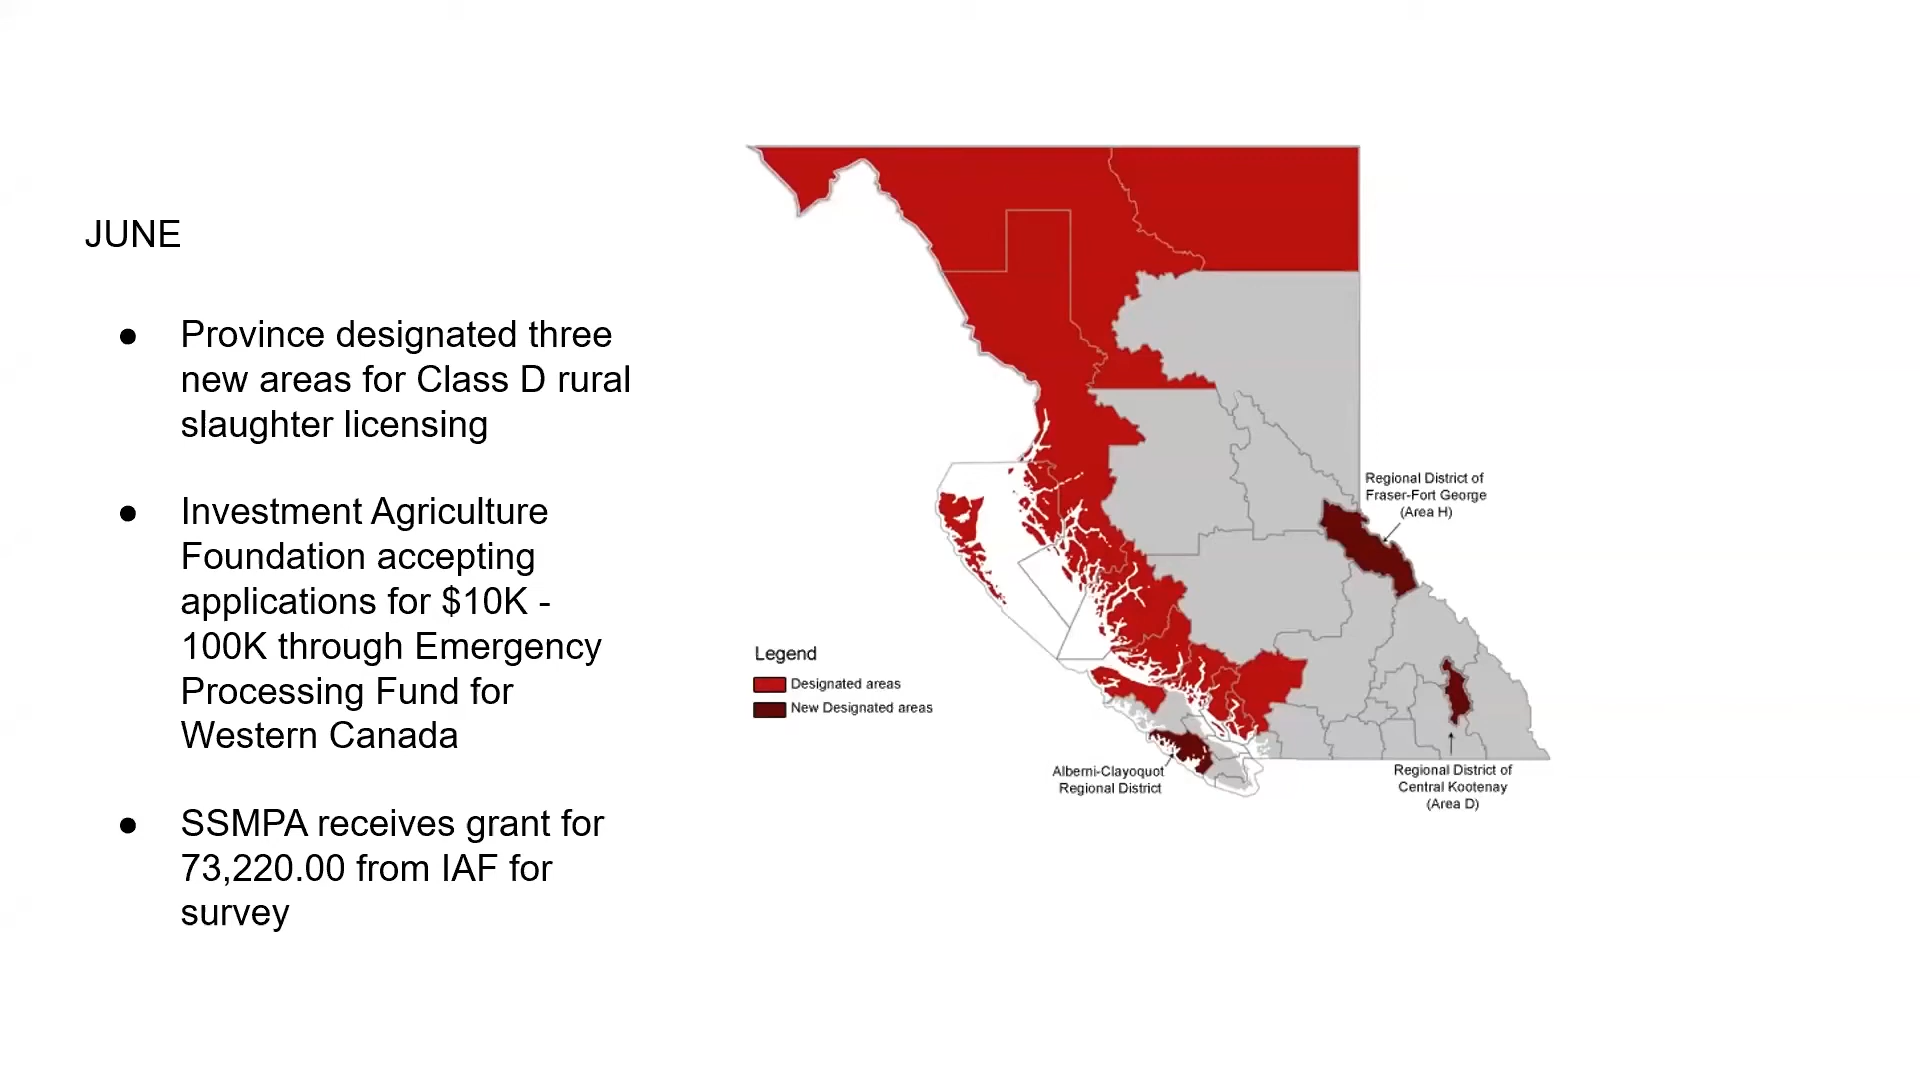 JUNE
● Province designated three
new areas for Class D rural
slaughter licensing
● Investment Agriculture
Foundation accepting
applications for $10K -
100K through Emergency
Processing Fund for
Western Canada
● SSMPA receives grant for
73,220.00 from IAF for
survey
Regional District of
Fraser-Fort George
(Area H)
Legend
Designated areas
New Designated areas
Alberni-Clayoquot
Regional District
Regional District of
Central Kootenay
(Area D)